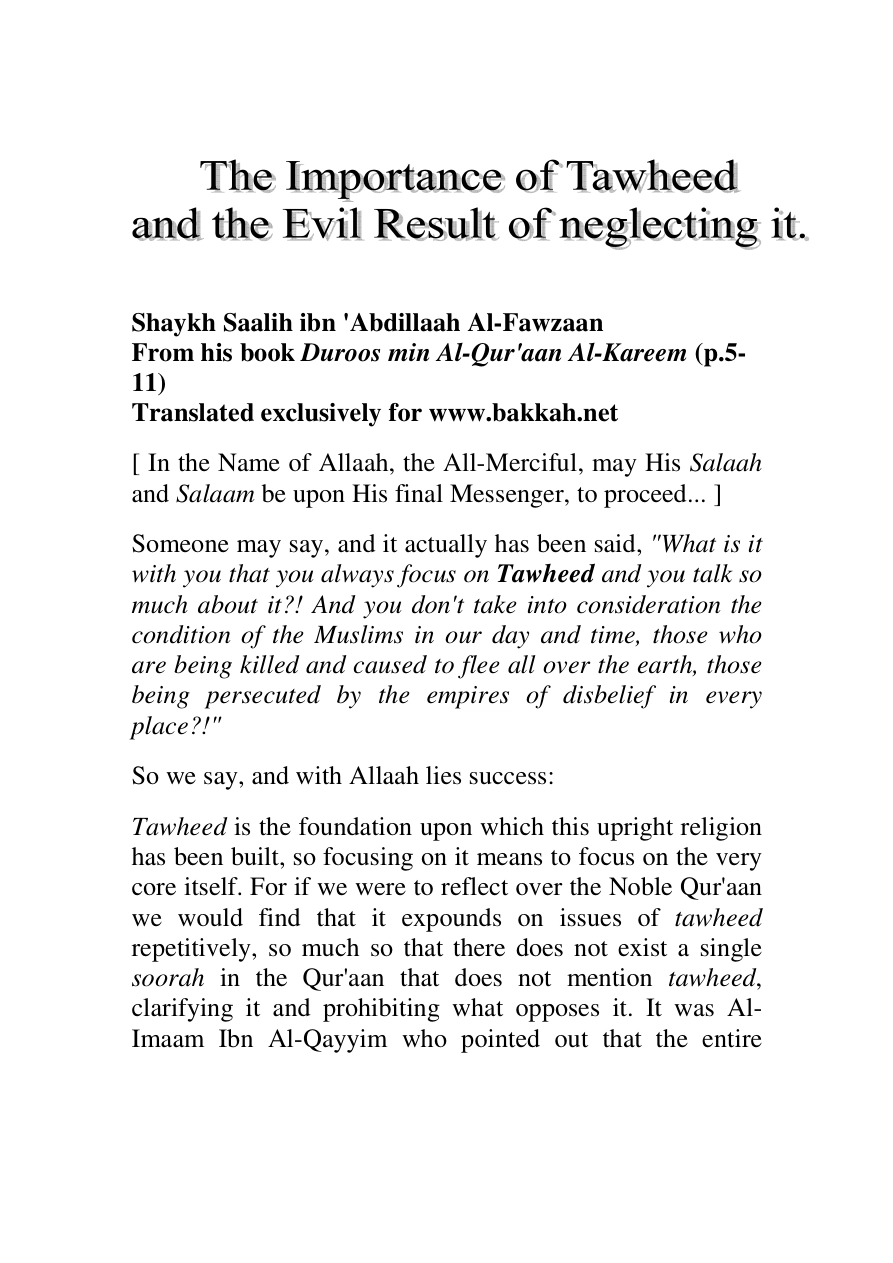 The Importance of Tawheed
and the Evil Result of neglecting it.
Shaykh Saalih ibn 'Abdillaah Al-Fawzaan
From his book Duroos min Al-Qur'aan Al-Kareem (p.5-
11)
Translated exclusively for www.bakkah.net
[ In the Name of Allaah, the All-Merciful, may His Salaah
and Salaam be upon His final Messenger, to proceed... ]
Someone may say, and it actually has been said, "What is it
with you that you always focus on Tawheed and you talk so
much about it?! And you don't take into consideration the
condition of the Muslims in our day and time, those who
are being killed and caused to flee all over the earth, those
being persecuted by the empires of disbelief in every
place?!"
So we say, and with Allaah lies success:
Tawheed is the foundation upon which this upright religion
has been built, so focusing on it means to focus on the very
core itself. For if we were to reflect over the Noble Qur'aan
we would find that it expounds on issues of tawheed
repetitively, so much so that there does not exist a single
soorah in the Qur'aan that does not mention tawheed,
clarifying it and prohibiting what opposes it. It was Al-
Imaam Ibn Al-Qayyim who pointed out that the entire